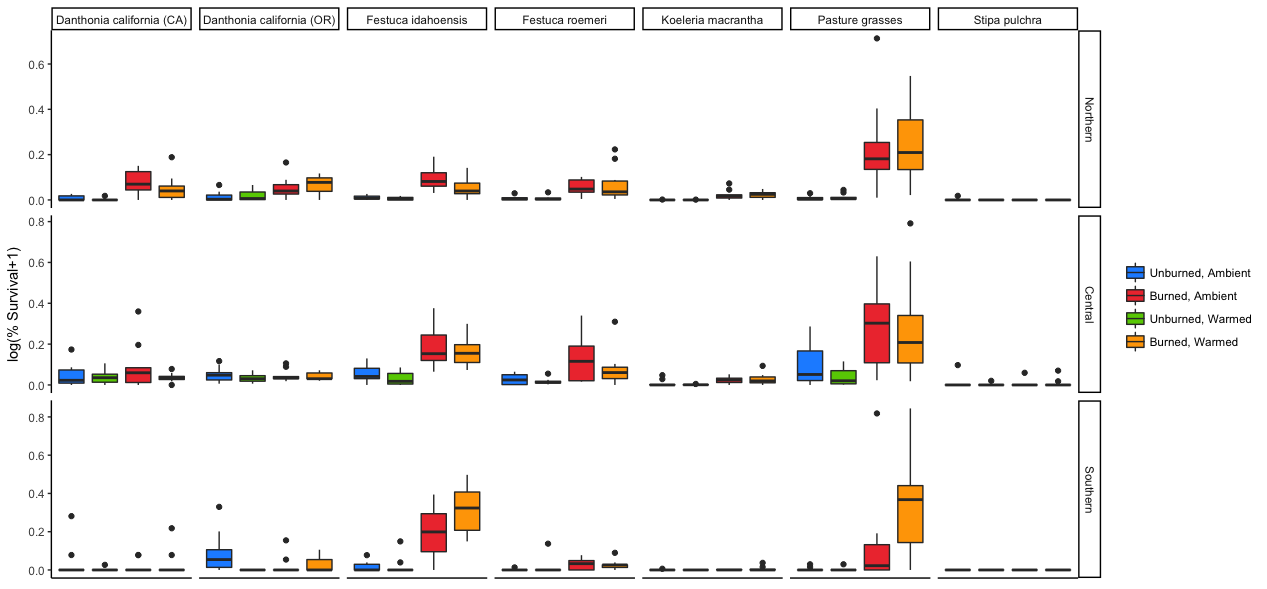 Danthonia california (CA) Danthonia california (OR) Festuca idahoensis Festuca roemeri Koeleria macrantha Pasture grasses Stipa pulchra
0.6
0.4
0.2
0.0
Northern
0.8
0.6
0.4
0.2
0.0
Central
0.8
0.6
0.4
0.2
0.0
Southern
log(% Survival+1)
Unburned, Ambient
Burned, Ambient
Unburned, Warmed
Burned, Warmed